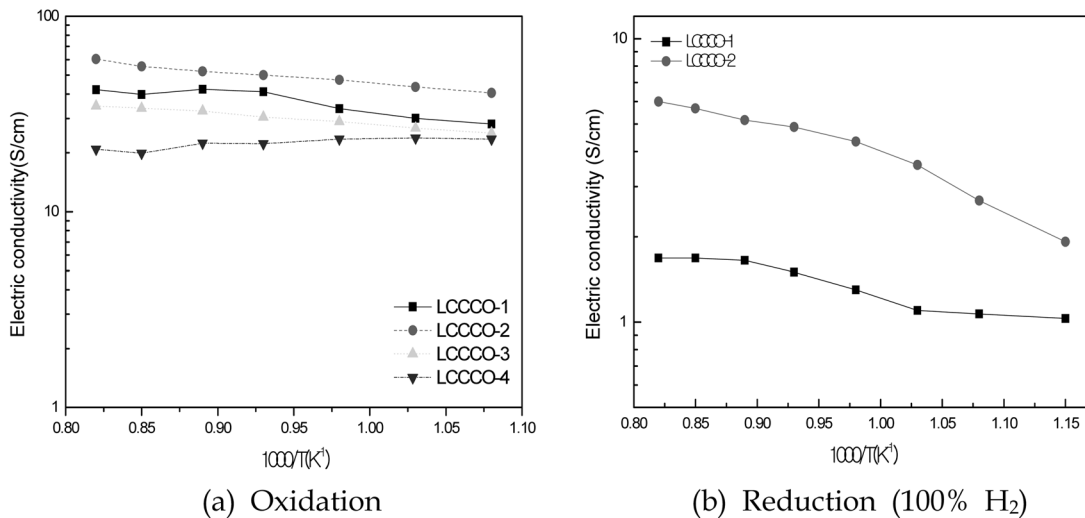 100
10
1
Electric conductivity(S/cm)
LCCCO-1
LCCCO-2
LCCCO-3
LCCCO-4
0.80 0.85 0.90 0.95 1.00 1.05 1.10
1000/T(K⁻¹)
(a) Oxidation
10
1
Electric conductivity (S/cm)
LCCCO-1
LCCCO-2
0.80 0.85 0.90 0.95 1.00 1.05 1.10 1.15
1000/T(K⁻¹)
(b) Reduction (100% H₂)